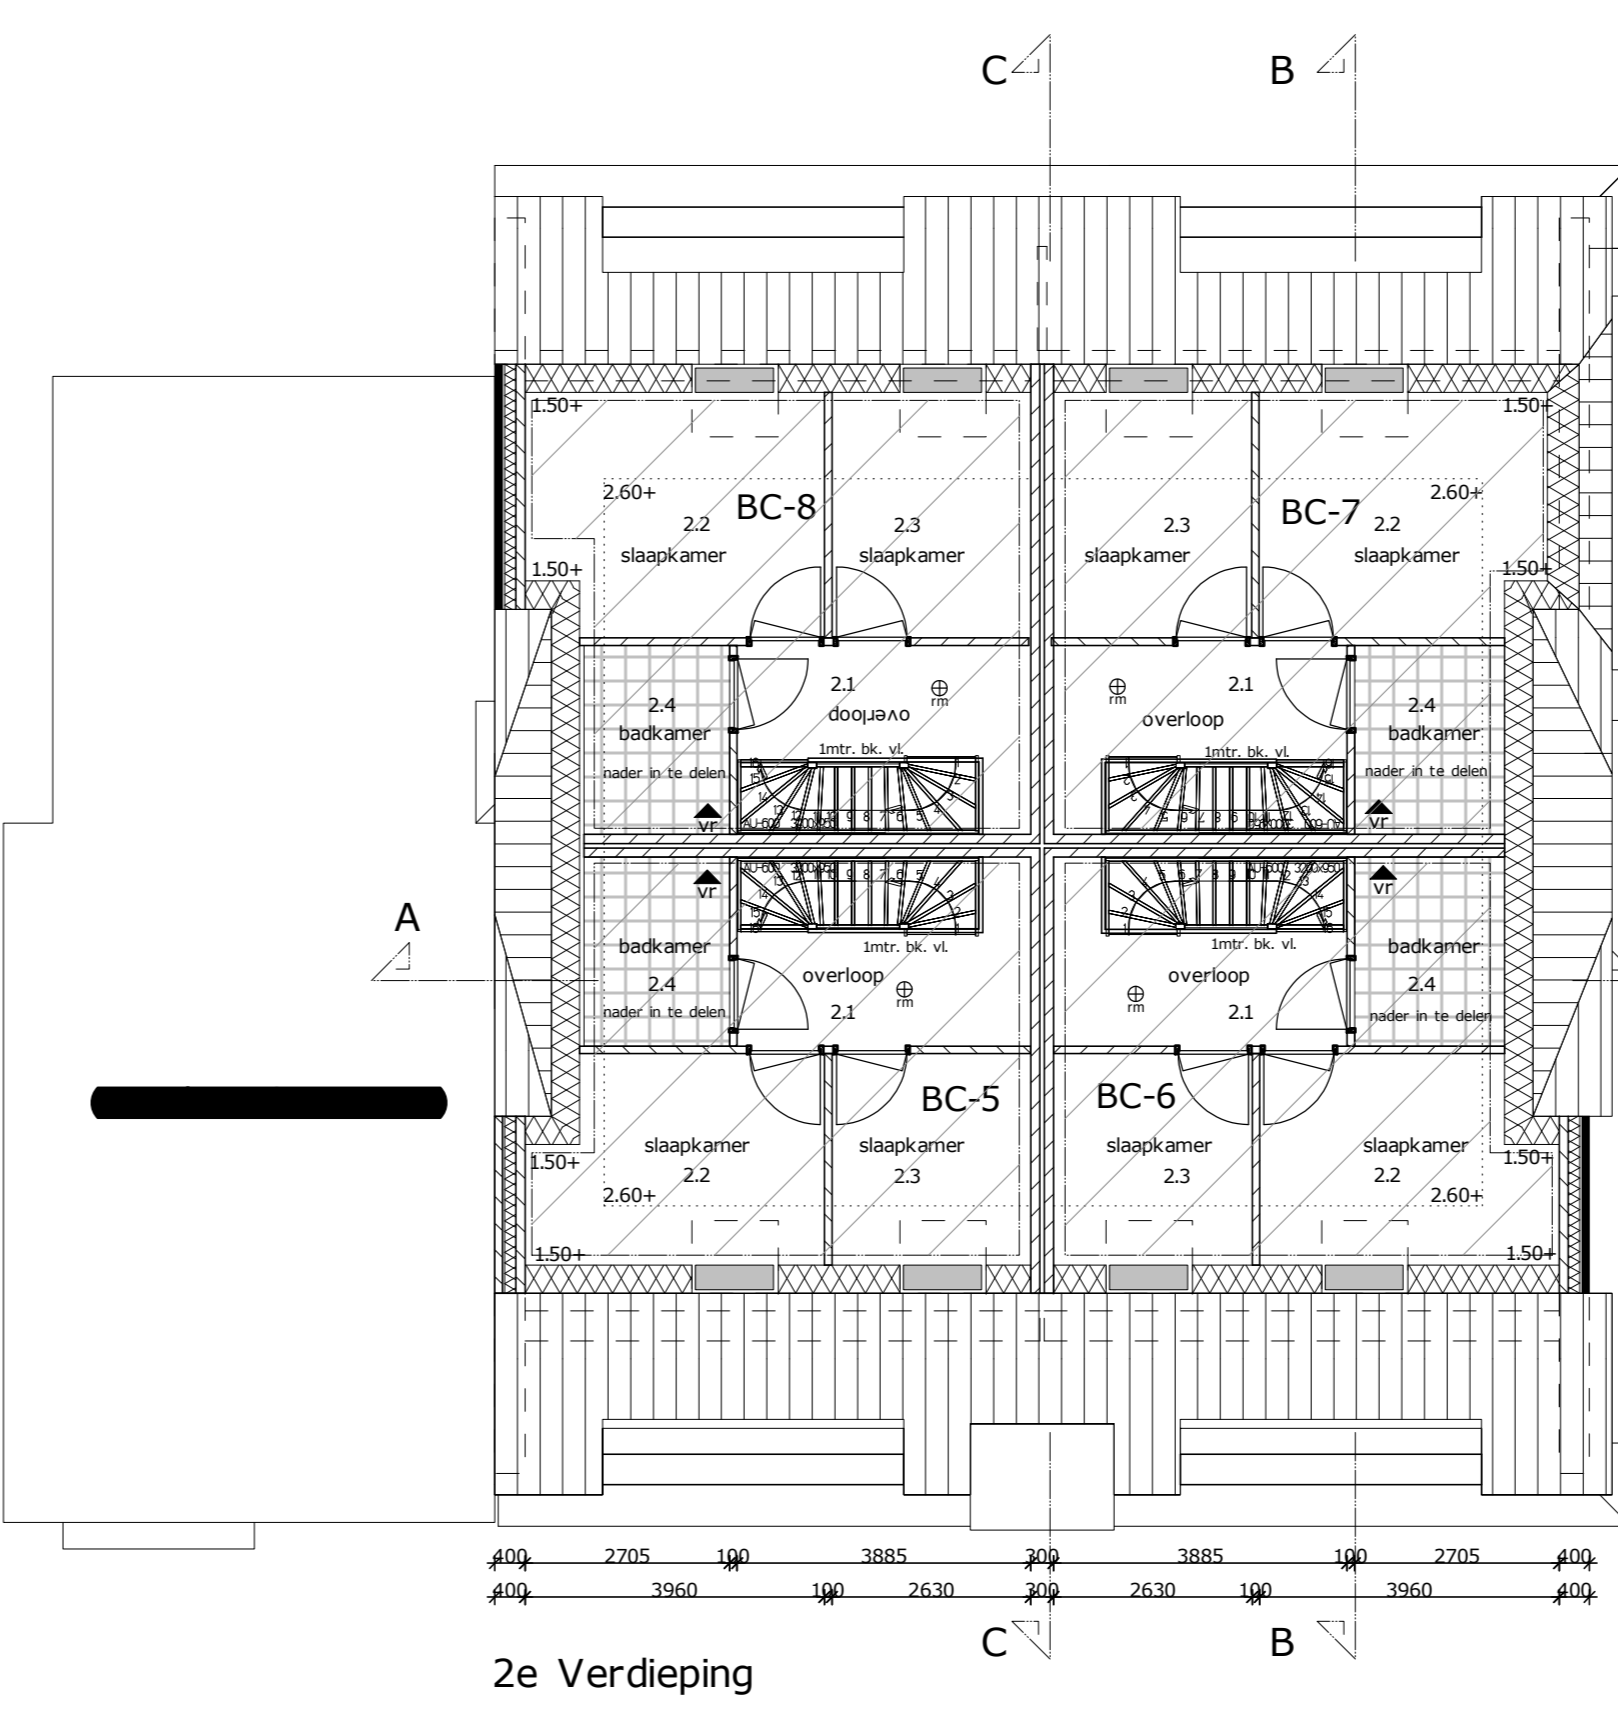 C B
1.50+ 1.50+
2.60+ BC-8 BC-7 2.60+
2.2 2.3 2.3 2.2
slaapkamer slaapkamer slaapkamer slaapkamer
1.50+ 1.50+
2.4 2.1 rm rm 2.1 2.4
badkamer overloop overloop badkamer
1mtr. bk. vl. 1mtr. bk. vl.
nader in te delen nader in te delen
vr vr
vr vr
A
badkamer 1mtr. bk. vl. 1mtr. bk. vl. badkamer
2.4 overloop rm rm overloop 2.4
nader in te delen 2.1 2.1 nader in te delen
BC-5 BC-6
slaapkamer slaapkamer slaapkamer slaapkamer
1.50+ 1.50+
2.2 2.3 2.3 2.2
2.60+ 2.60+
1.50+ 1.50+
400 2705 100 3885 300 3885 100 2705 400
400 3960 100 2630 300 2630 100 3960 400
C B
2e Verdieping